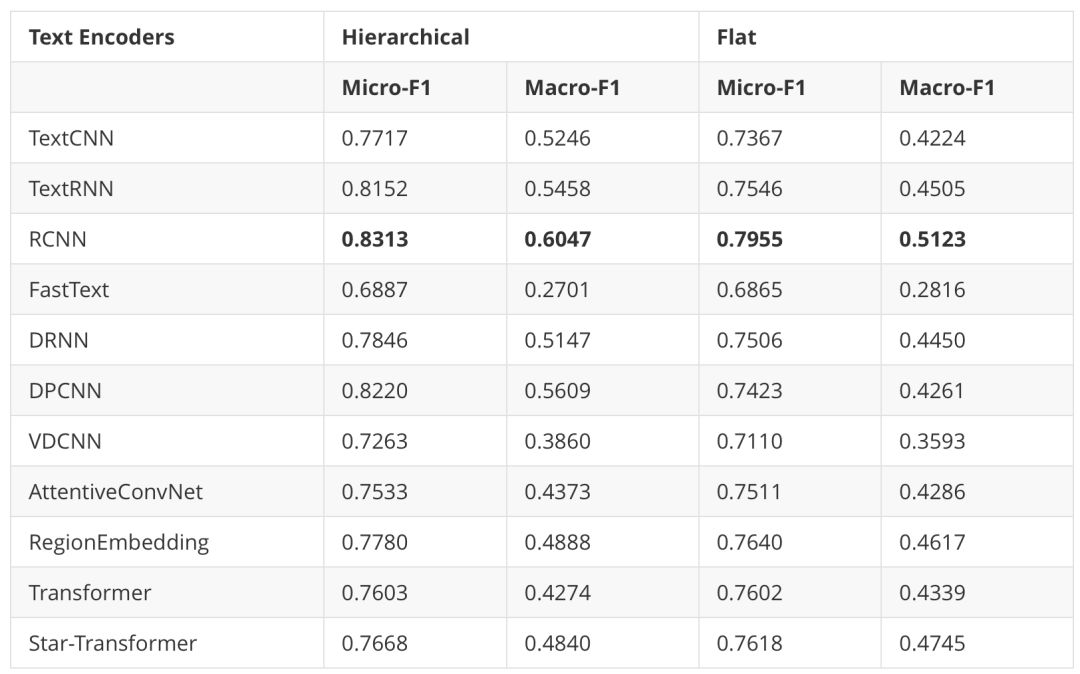 Text Encoders Hierarchical Flat
Micro-F1 Macro-F1 Micro-F1 Macro-F1
TextCNN 0.7717 0.5246 0.7367 0.4224
TextRNN 0.8152 0.5458 0.7546 0.4505
RCNN 0.8313 0.6047 0.7955 0.5123
FastText 0.6887 0.2701 0.6865 0.2816
DRNN 0.7846 0.5147 0.7506 0.4450
DPCNN 0.8220 0.5609 0.7423 0.4261
VDCNN 0.7263 0.3860 0.7110 0.3593
AttentiveConvNet 0.7533 0.4373 0.7511 0.4286
RegionEmbedding 0.7780 0.4888 0.7640 0.4617
Transformer 0.7603 0.4274 0.7602 0.4339
Star-Transformer 0.7668 0.4840 0.7618 0.4745